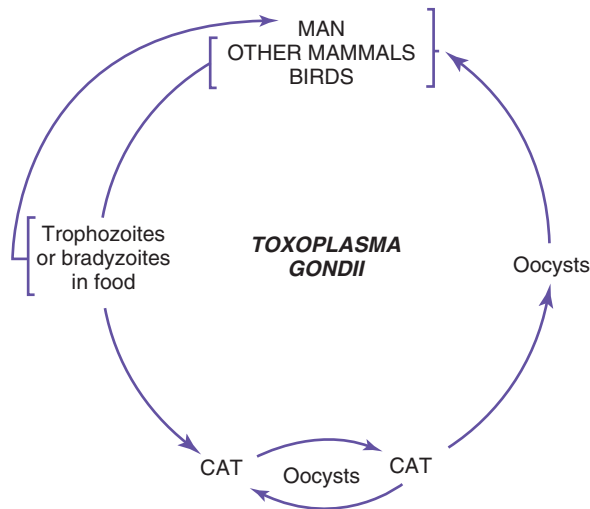 MAN
OTHER MAMMALS
BIRDS
Trophozoites
or bradyzoites
in food
TOXOPLASMA
GONDII
Oocysts
CAT
Oocysts
CAT